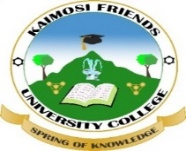 KAIMOSI FRIENDS
UNIVERSITY COLLEGE
SPRING OF KNOWLEDGE